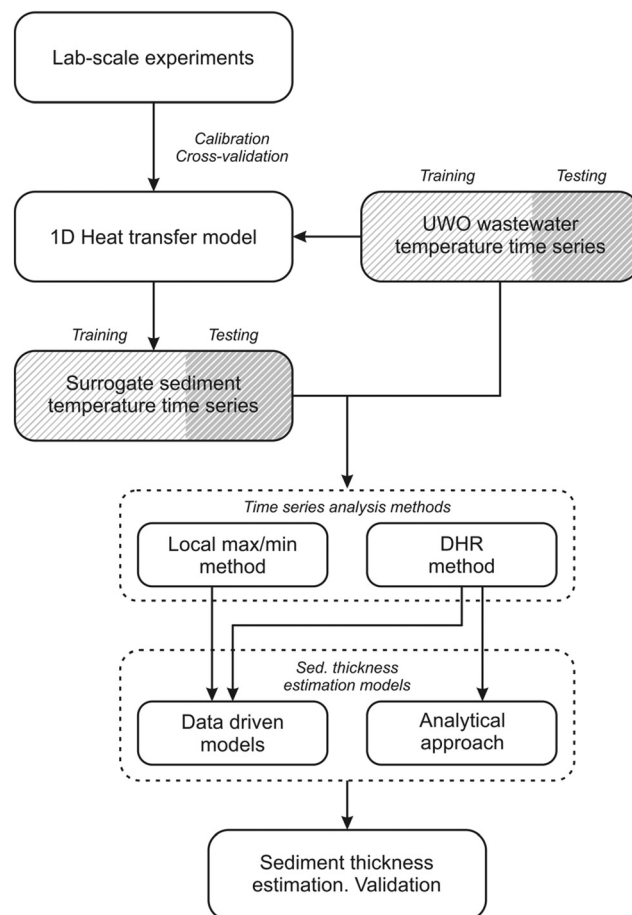 Lab-scale experiments
Calibration
Cross-validation
Training
Testing
1D Heat transfer model
UWO wastewater
temperature time series
Training
Testing
Surrogate sediment
temperature time series
Time series analysis methods
Local max/min
method
DHR
method
Sed. thickness
estimation models
Data driven
models
Analytical
approach
Sediment thickness
estimation. Validation